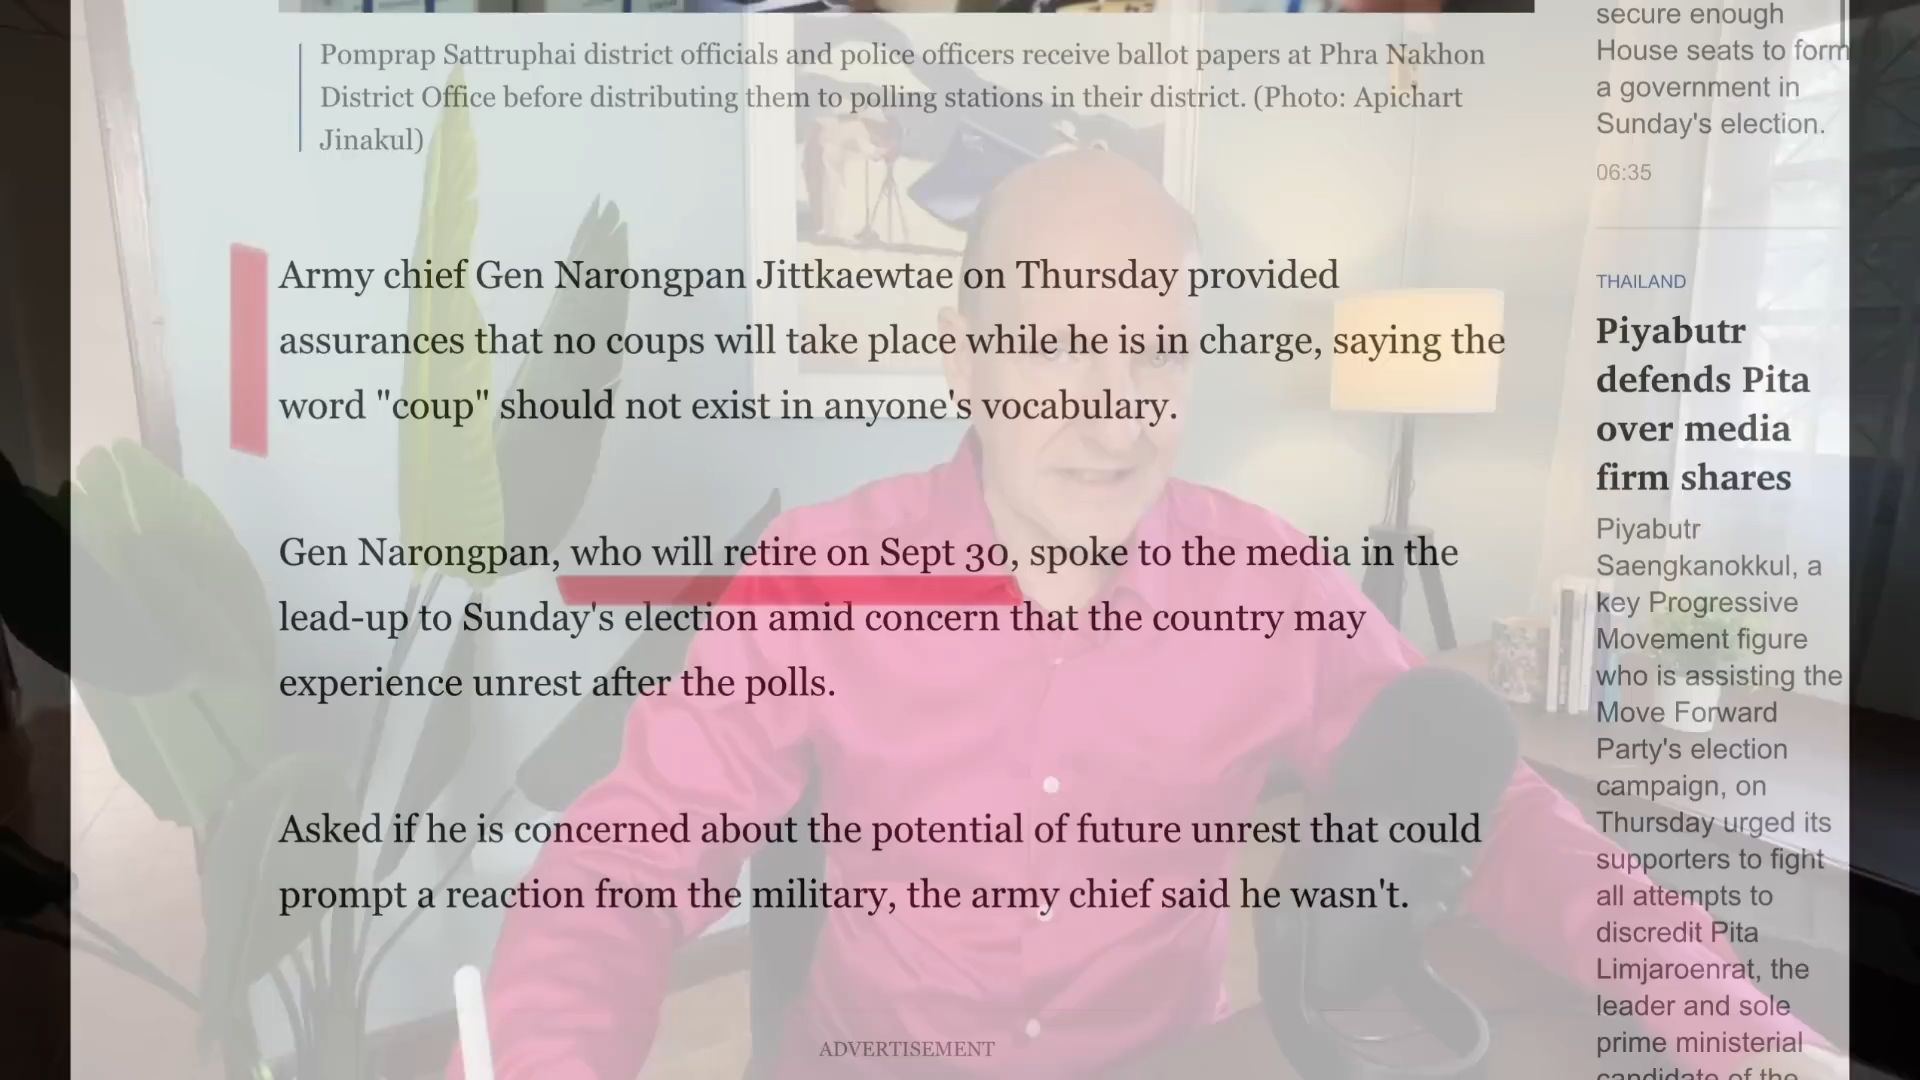 Pomprap Sattruphai district officials and police officers receive ballot papers at Phra Nakhon
District Office before distributing them to polling stations in their district. (Photo: Apichart
Jinakul)
Army chief Gen Narongpan Jittkaewtae on Thursday provided
assurances that no coups will take place while he is in charge, saying the
word "coup" should not exist in anyone's vocabulary.
Gen Narongpan, who will retire on Sept 30, spoke to the media in the
lead-up to Sunday's election amid concern that the country may
experience unrest after the polls.
Asked if he is concerned about the potential of future unrest that could
prompt a reaction from the military, the army chief said he wasn't.
ADVERTISEMENT
secure enough
House seats to form
a government in
Sunday's election.
06:35
THAILAND
Piyabutr
defends Pita
over media
firm shares
Piyabutr
Saengkanokkul, a
key Progressive
Movement figure
who is assisting the
Move Forward
Party's election
campaign, on
Thursday urged its
supporters to fight
all attempts to
discredit Pita
Limjaroenrat, the
leader and sole
prime ministerial
candidate of the